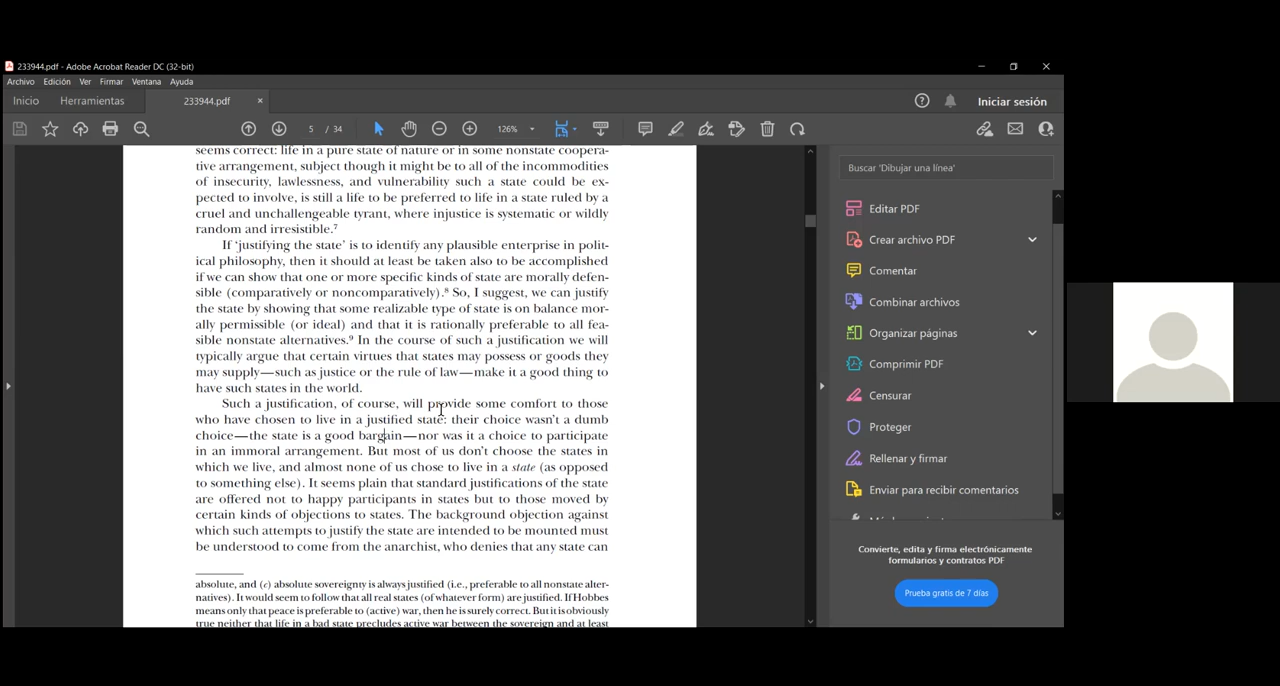 233944.pdf - Adobe Acrobat Reader DC (32-bit)
Archivo Edición Ver Firmar Ventana Ayuda
Inicio Herramientas 233944.pdf × Iniciar sesión
5 / 34 126%
seems correct: life in a pure state of nature or in some nonstate coopera-
tive arrangement, subject though it might be to all of the incommodities
of insecurity, lawlessness, and vulnerability such a state could be ex-
pected to involve, is still a life to be preferred to life in a state ruled by a
cruel and unchallengeable tyrant, where injustice is systematic or wildly
random and irresistible.⁷
If ‘justifying the state’ is to identify any plausible enterprise in polit-
ical philosophy, then it should at least be taken also to be accomplished
if we can show that one or more specific kinds of state are morally defen-
sible (comparatively or noncomparatively).⁸ So, I suggest, we can justify
the state by showing that some realizable type of state is on balance mor-
ally permissible (or ideal) and that it is rationally preferable to all fea-
sible nonstate alternatives.⁹ In the course of such a justification we will
typically argue that certain virtues that states may possess or goods they
may supply—such as justice or the rule of law—make it a good thing to
have such states in the world.
Such a justification, of course, will provide some comfort to those
who have chosen to live in a justified state: their choice wasn’t a dumb
choice—the state is a good bargain—nor was it a choice to participate
in an immoral arrangement. But most of us don’t choose the states in
which we live, and almost none of us chose to live in a state (as opposed
to something else). It seems plain that standard justifications of the state
are offered not to happy participants in states but to those moved by
certain kinds of objections to states. The background objection against
which such attempts to justify the state are intended to be mounted must
be understood to come from the anarchist, who denies that any state can
absolute, and (c) absolute sovereignty is always justified (i.e., preferable to all nonstate alter-
natives). It would seem to follow that all real states (of whatever form) are justified. If Hobbes
means only that peace is preferable to (active) war, then he is surely correct. But it is obviously
true neither that life in a bad state precludes active war between the sovereign and at least
Buscar 'Dibujar una línea'
Editar PDF
Crear archivo PDF
Comentar
Combinar archivos
Organizar páginas
Comprimir PDF
Censurar
Proteger
Rellenar y firmar
Enviar para recibir comentarios
Convierte, edita y firma electrónicamente
formularios y contratos PDF
Prueba gratis de 7 días